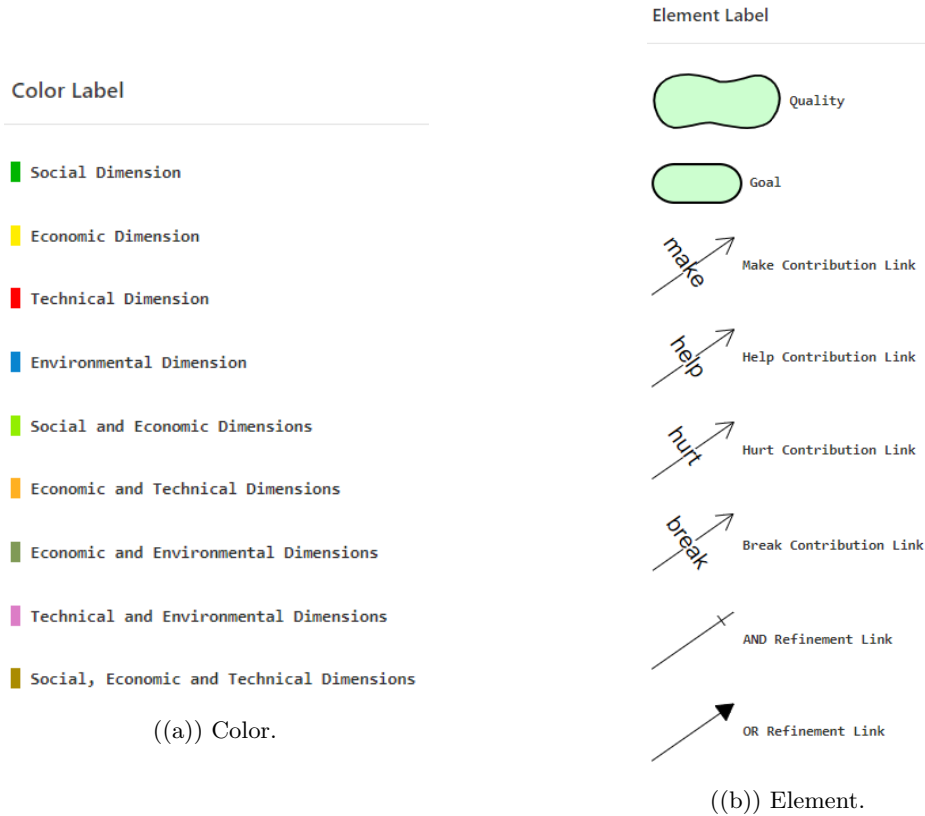 Color Label
Social Dimension
Economic Dimension
Technical Dimension
Environmental Dimension
Social and Economic Dimensions
Economic and Technical Dimensions
Economic and Environmental Dimensions
Technical and Environmental Dimensions
Social, Economic and Technical Dimensions
((a)) Color.
Element Label
Quality
Goal
make
Make Contribution Link
help
Help Contribution Link
hurt
Hurt Contribution Link
break
Break Contribution Link
AND Refinement Link
OR Refinement Link
((b)) Element.